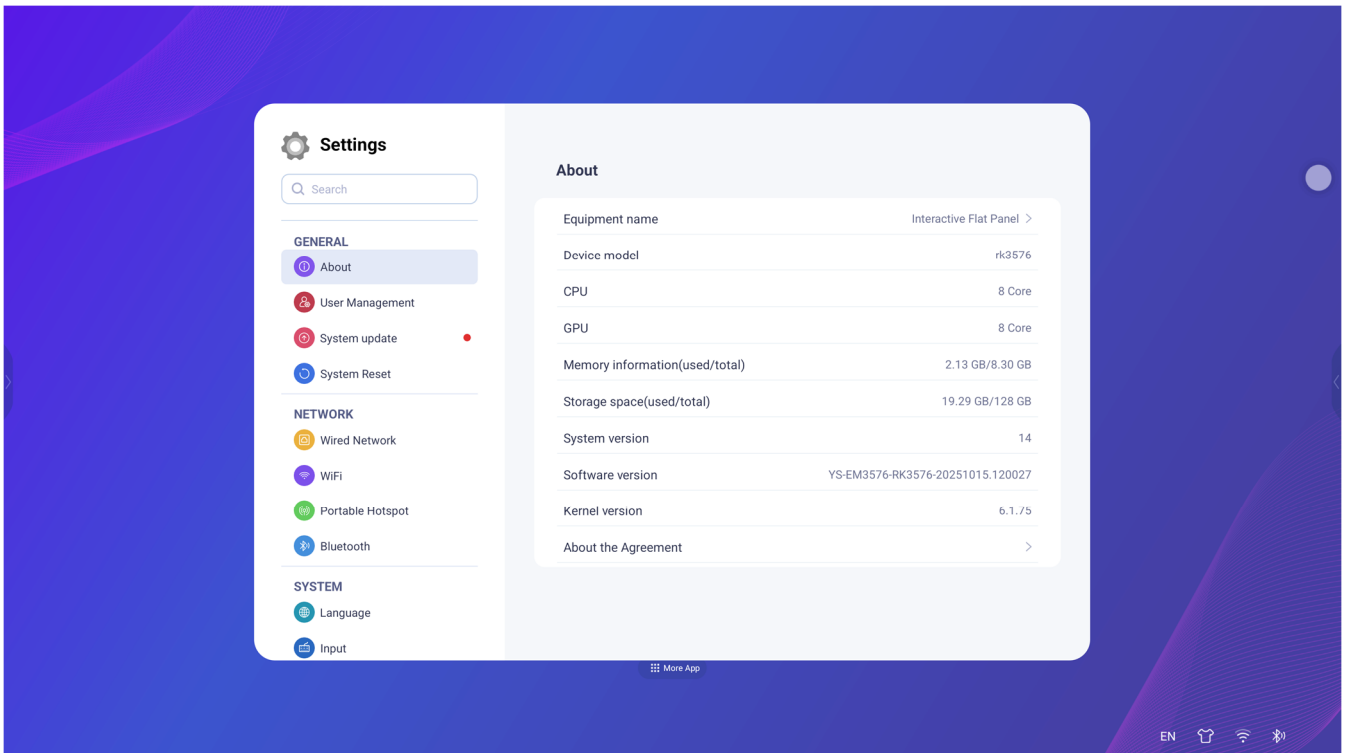 Settings
Search
GENERAL
About
User Management
System update
System Reset
NETWORK
Wired Network
WiFi
Portable Hotspot
Bluetooth
SYSTEM
Language
Input
About
Equipment name Interactive Flat Panel
Device model rk3576
CPU 8 Core
GPU 8 Core
Memory information(used/total) 2.13 GB/8.30 GB
Storage space(used/total) 19.29 GB/128 GB
System version 14
Software version YS-EM3576-RK3576-20251015.120027
Kernel version 6.1.75
About the Agreement
More App
EN